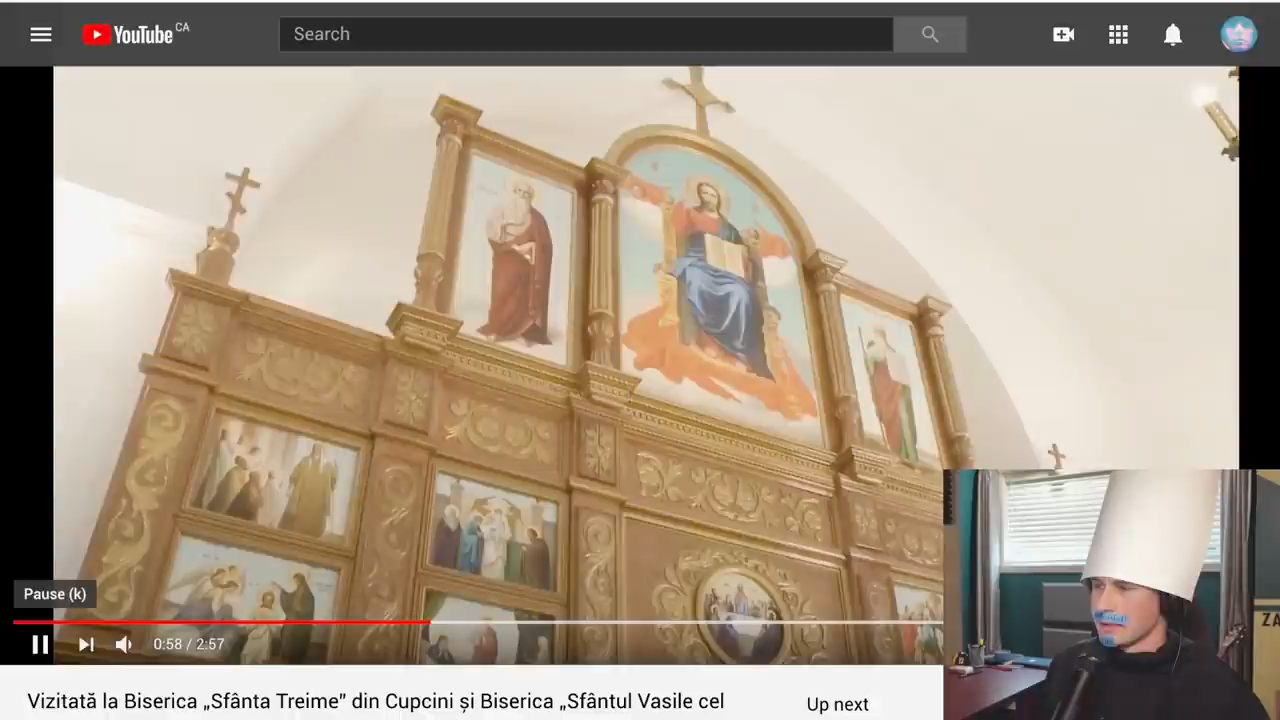 YouTube CA
Search
Pause (k)
0:58 / 2:57
Vizitată la Biserica „Sfânta Treime” din Cupcini și Biserica „Sfântul Vasile cel
Up next
ZA